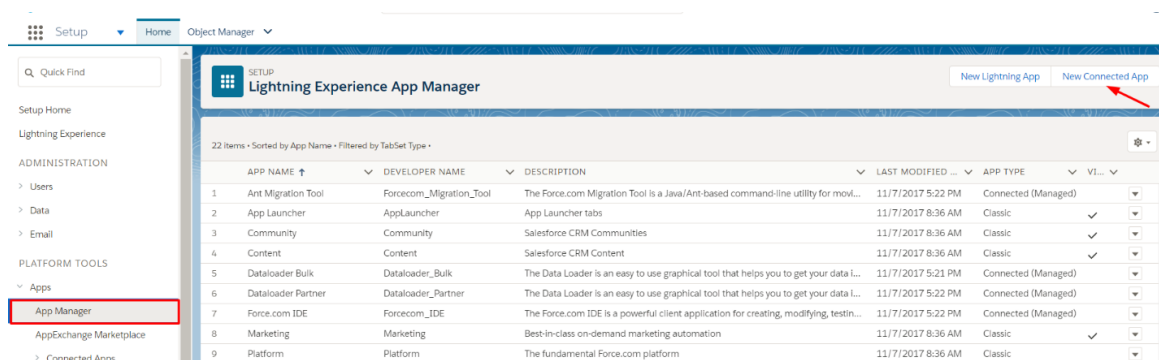 Setup Home Object Manager
Quick Find
Setup Home
Lightning Experience
ADMINISTRATION
Users
Data
Email
PLATFORM TOOLS
Apps
App Manager
AppExchange Marketplace
Connected Apps
SETUP
Lightning Experience App Manager
New Lightning App New Connected App
22 items • Sorted by App Name • Filtered by TabSet Type •
APP NAME ↑ DEVELOPER NAME DESCRIPTION LAST MODIFIED ... APP TYPE VI...
1 Ant Migration Tool Forcecom_Migration_Tool The Force.com Migration Tool is a Java/Ant-based command-line utility for movi... 11/7/2017 5:22 PM Connected (Managed)
2 App Launcher AppLauncher App Launcher tabs 11/7/2017 8:36 AM Classic ✓
3 Community Community Salesforce CRM Communities 11/7/2017 8:36 AM Classic ✓
4 Content Content Salesforce CRM Content 11/7/2017 8:36 AM Classic ✓
5 Dataloader Bulk Dataloader_Bulk The Data Loader is an easy to use graphical tool that helps you to get your data i... 11/7/2017 5:21 PM Connected (Managed)
6 Dataloader Partner Dataloader_Partner The Data Loader is an easy to use graphical tool that helps you to get your data i... 11/7/2017 5:22 PM Connected (Managed)
7 Force.com IDE Forcecom_IDE The Force.com IDE is a powerful client application for creating, modifying, testin... 11/7/2017 5:22 PM Connected (Managed)
8 Marketing Marketing Best-in-class on-demand marketing automation 11/7/2017 8:36 AM Classic ✓
9 Platform Platform The fundamental Force.com platform 11/7/2017 8:36 AM Classic